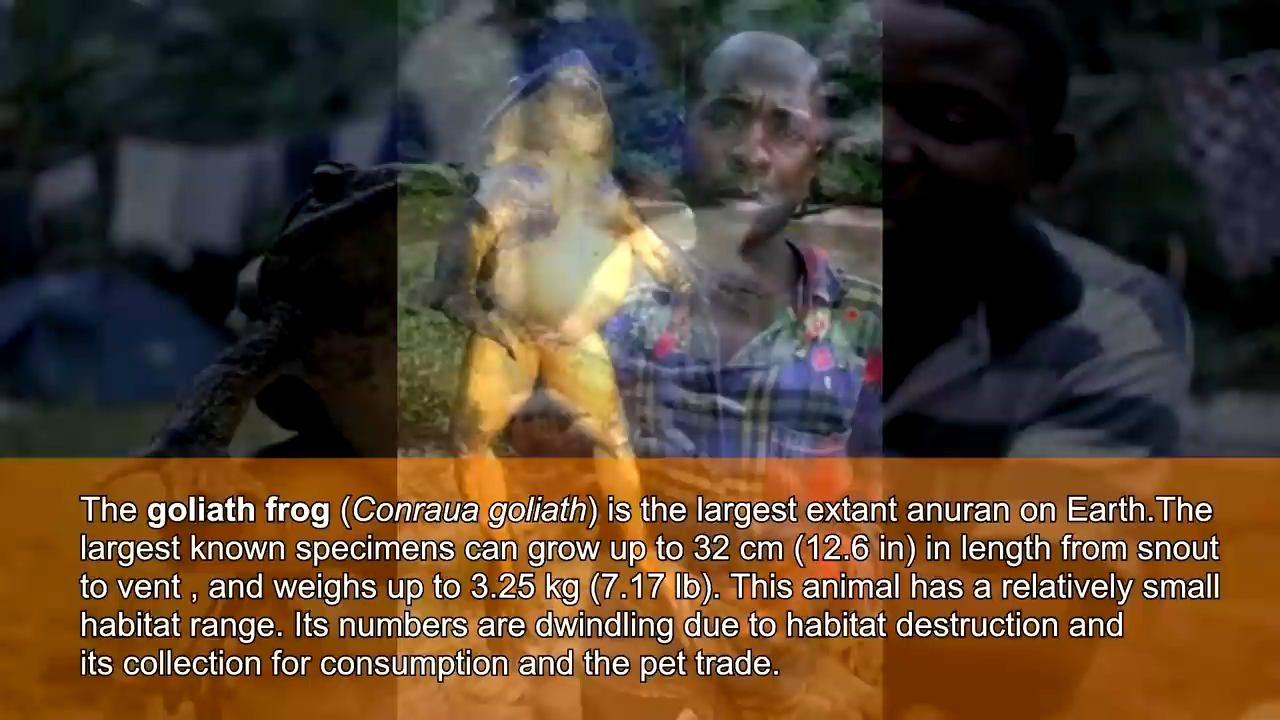 The goliath frog (Conraua goliath) is the largest extant anuran on Earth.The
largest known specimens can grow up to 32 cm (12.6 in) in length from snout
to vent , and weighs up to 3.25 kg (7.17 lb). This animal has a relatively small
habitat range. Its numbers are dwindling due to habitat destruction and
its collection for consumption and the pet trade.